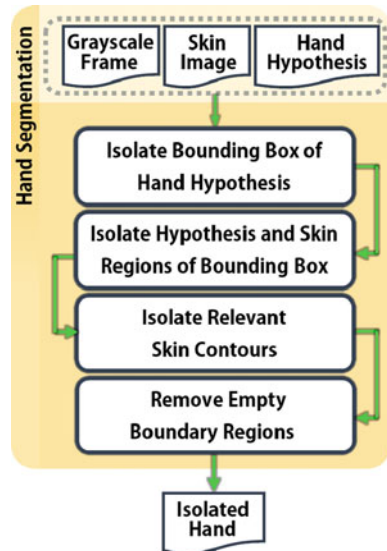 Hand Segmentation
Grayscale Frame
Skin Image
Hand Hypothesis
Isolate Bounding Box of
Hand Hypothesis
Isolate Hypothesis and Skin
Regions of Bounding Box
Isolate Relevant
Skin Contours
Remove Empty
Boundary Regions
Isolated
Hand